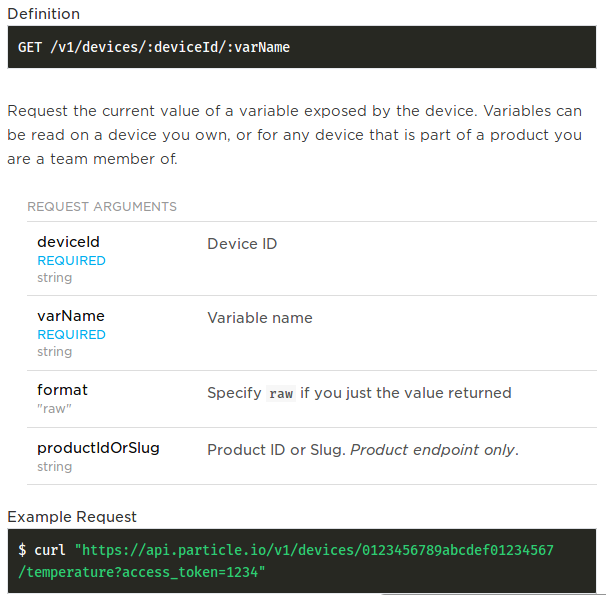 Definition
GET /v1/devices/:deviceId/:varName
Request the current value of a variable exposed by the device. Variables can
be read on a device you own, or for any device that is part of a product you
are a team member of.
REQUEST ARGUMENTS
deviceId Device ID
REQUIRED
string
varName Variable name
REQUIRED
string
format Specify raw if you just the value returned
"raw"
productIdOrSlug Product ID or Slug. Product endpoint only.
string
Example Request
$ curl "https://api.particle.io/v1/devices/0123456789abcdef01234567
/temperature?access_token=1234"